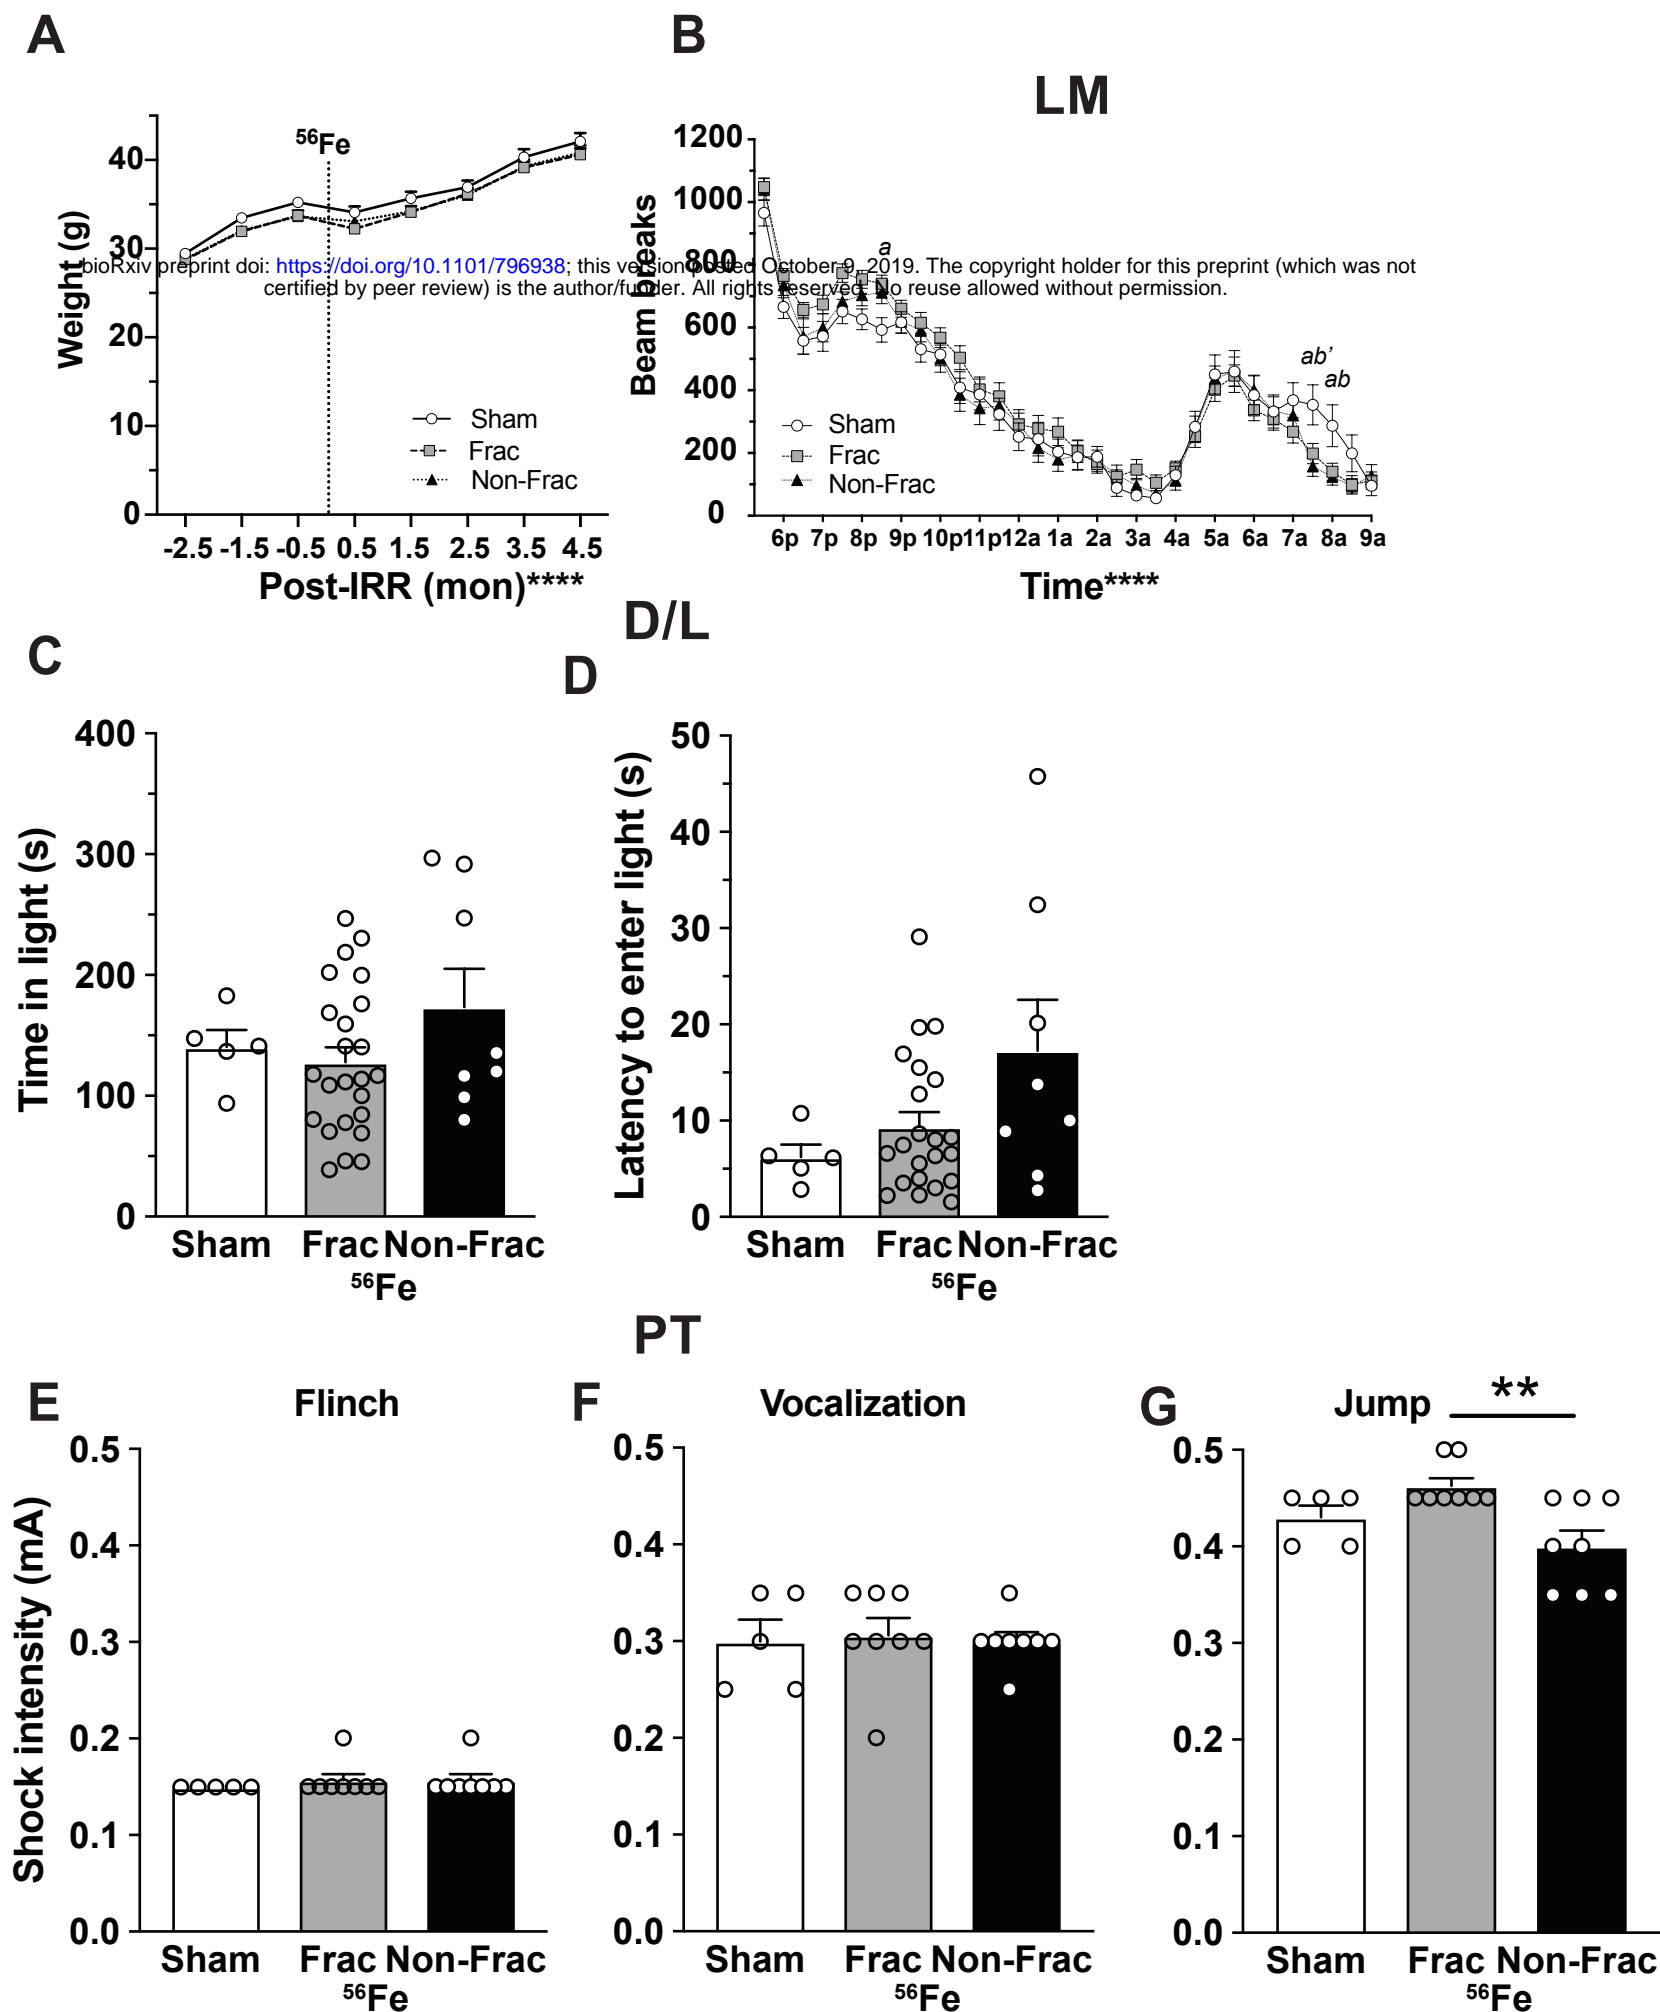 A
B
LM
⁵⁶Fe
Weight (g)
40
30
20
10
0
Sham
Frac
Non-Frac
-2.5 -1.5 -0.5 0.5 1.5 2.5 3.5 4.5
Post-IRR (mon)****
Beam breaks
1200
1000
800
600
400
200
0
a
ab’
ab
Sham
Frac
Non-Frac
6p 7p 8p 9p 10p 11p 12a 1a 2a 3a 4a 5a 6a 7a 8a 9a
Time****
bioRxiv preprint doi: https://doi.org/10.1101/796938; this version posted October 9, 2019. The copyright holder for this preprint (which was not
certified by peer review) is the author/funder. All rights reserved. No reuse allowed without permission.
D/L
C
Time in light (s)
400
300
200
100
0
Sham Frac Non-Frac
⁵⁶Fe
D
Latency to enter light (s)
50
40
30
20
10
0
Sham Frac Non-Frac
⁵⁶Fe
PT
E
Flinch
Shock intensity (mA)
0.5
0.4
0.3
0.2
0.1
0.0
Sham Frac Non-Frac
⁵⁶Fe
F
Vocalization
0.5
0.4
0.3
0.2
0.1
0.0
Sham Frac Non-Frac
⁵⁶Fe
G
Jump
**
0.5
0.4
0.3
0.2
0.1
0.0
Sham Frac Non-Frac
⁵⁶Fe